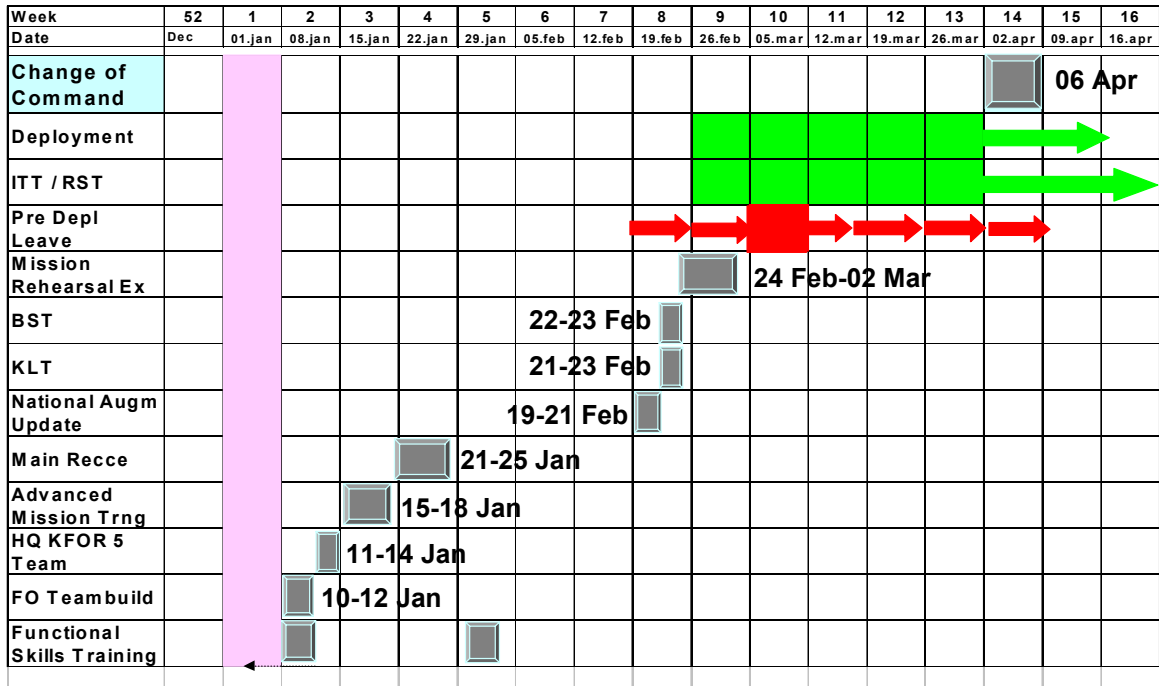 Week 52 1 2 3 4 5 6 7 8 9 10 11 12 13 14 15 16
Date Dec 01.jan 08.jan 15.jan 22.jan 29.jan 05.feb 12.feb 19.feb 26.feb 05.mar 12.mar 19.mar 26.mar 02.apr 09.apr 16.apr
Change of
Command
06 Apr
Deployment
ITT / RST
Pre Depl
Leave
Mission
Rehearsal Ex
24 Feb-02 Mar
BST
22-23 Feb
KLT
21-23 Feb
National Augm
Update
19-21 Feb
Main Recce
21-25 Jan
Advanced
Mission Trng
15-18 Jan
HQ KFOR 5
Team
11-14 Jan
FO Teambuild
10-12 Jan
Functional
Skills Training